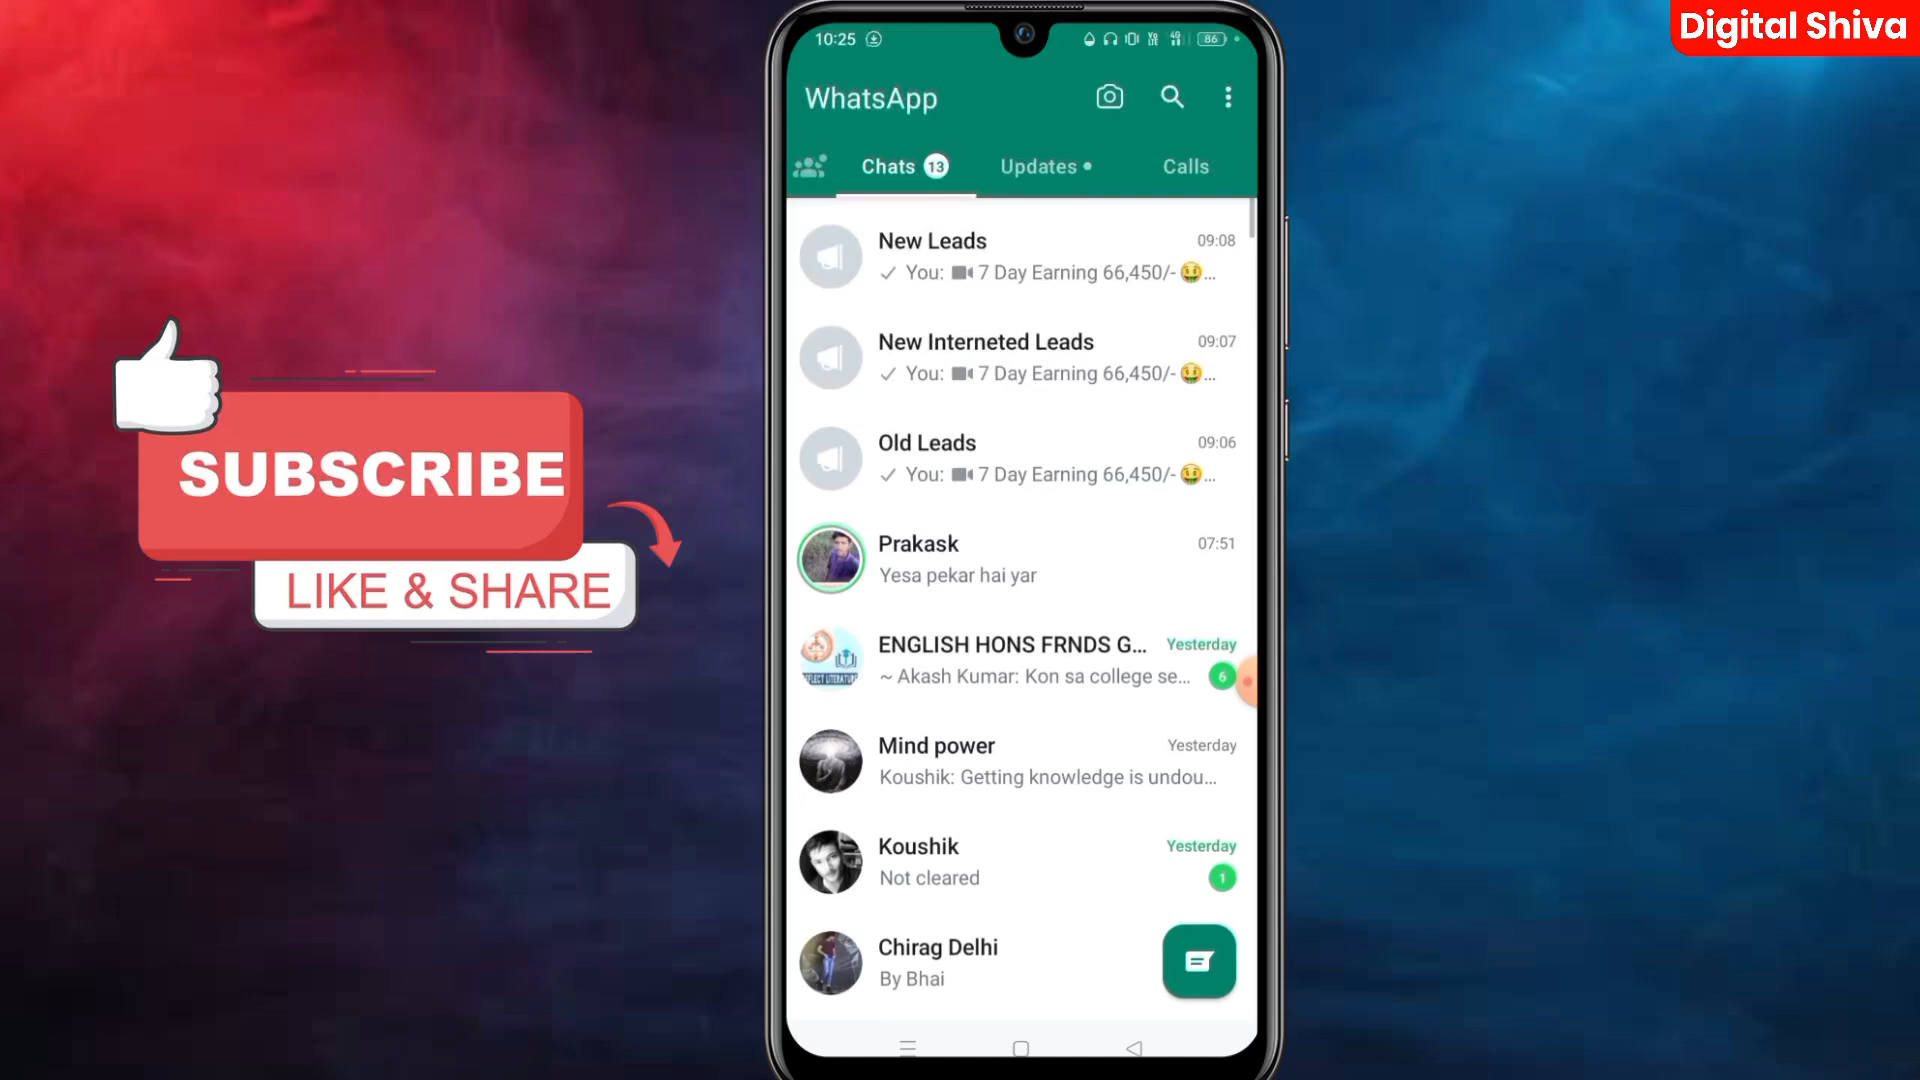 Digital Shiva
10:25
86
WhatsApp
Chats 13
Updates
Calls
New Leads
09:08
You: 7 Day Earning 66,450/- 🤑...
New Interneted Leads
09:07
You: 7 Day Earning 66,450/- 🤑...
Old Leads
09:06
You: 7 Day Earning 66,450/- 🤑...
Prakask
07:51
Yesa pekar hai yar
ENGLISH HONS FRNDS G...
Yesterday
~ Akash Kumar: Kon sa college se...
6
Mind power
Yesterday
Koushik: Getting knowledge is undou...
Koushik
Yesterday
Not cleared
1
Chirag Delhi
By Bhai
SUBSCRIBE
LIKE & SHARE